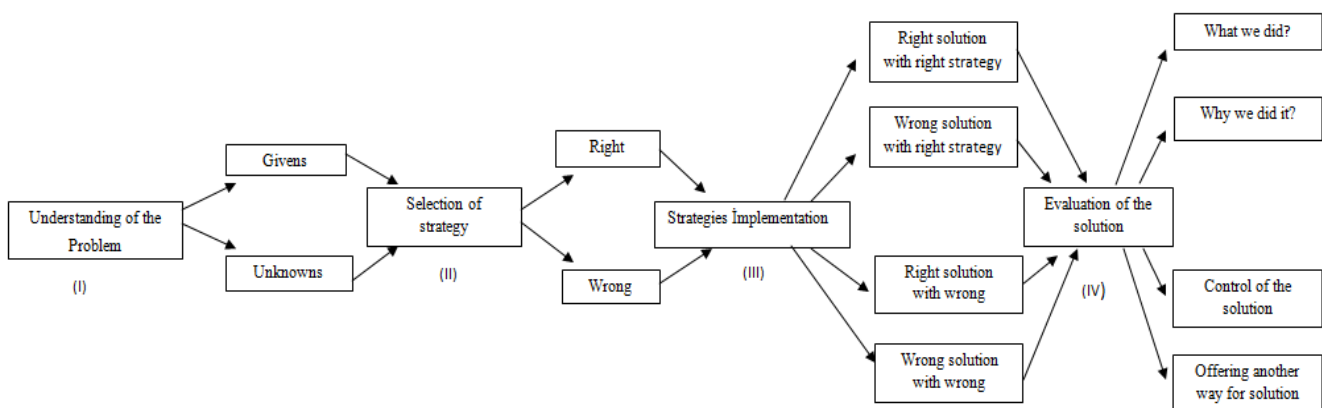 Understanding of the
Problem
(I)
Givens
Unknowns
Selection of
strategy
(II)
Right
Wrong
Strategies İmplementation
(III)
Right solution
with right strategy
Wrong solution
with right strategy
Right solution
with wrong
Wrong solution
with wrong
Evaluation of the
solution
(IV)
What we did?
Why we did it?
Control of the
solution
Offering another
way for solution